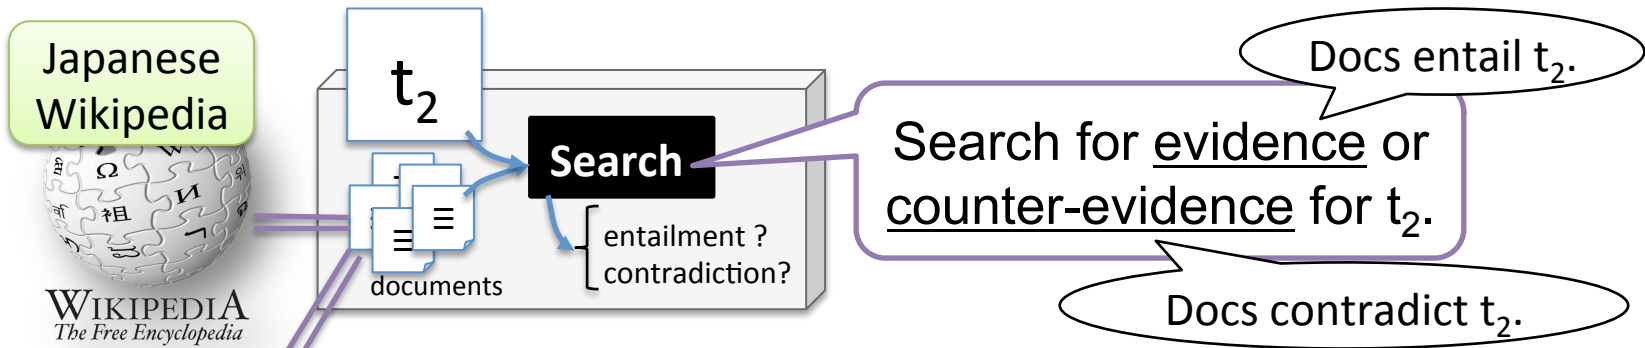 Japanese
Wikipedia
Ω
W
И
祖
WIKIPEDIA
The Free Encyclopedia
t₂
documents
Search
entailment ?
contradiction?
Docs entail t₂.
Search for evidence or
counter-evidence for t₂.
Docs contradict t₂.